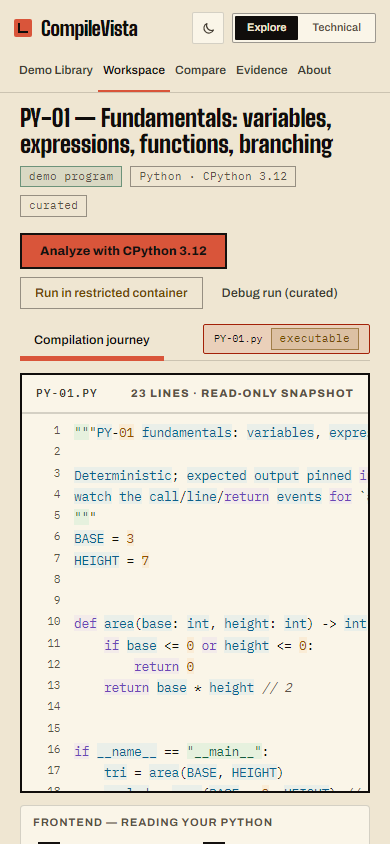 CompileVista
Explore Technical
Demo Library Workspace Compare Evidence About
PY-01 — Fundamentals: variables,
expressions, functions, branching
demo program Python · CPython 3.12
curated
Analyze with CPython 3.12
Run in restricted container Debug run (curated)
Compilation journey PY-01.py executable
PY-01.PY 23 LINES · READ-ONLY SNAPSHOT
1 """PY-01 fundamentals: variables, expre
2
3 Deterministic; expected output pinned i
4 watch the call/line/return events for `
5 """
6 BASE = 3
7 HEIGHT = 7
8
9
10 def area(base: int, height: int) -> int
11 if base <= 0 or height <= 0:
12 return 0
13 return base * height // 2
14
15
16 if __name__ == "__main__":
17 tri = area(BASE, HEIGHT)
FRONTEND — READING YOUR PYTHON